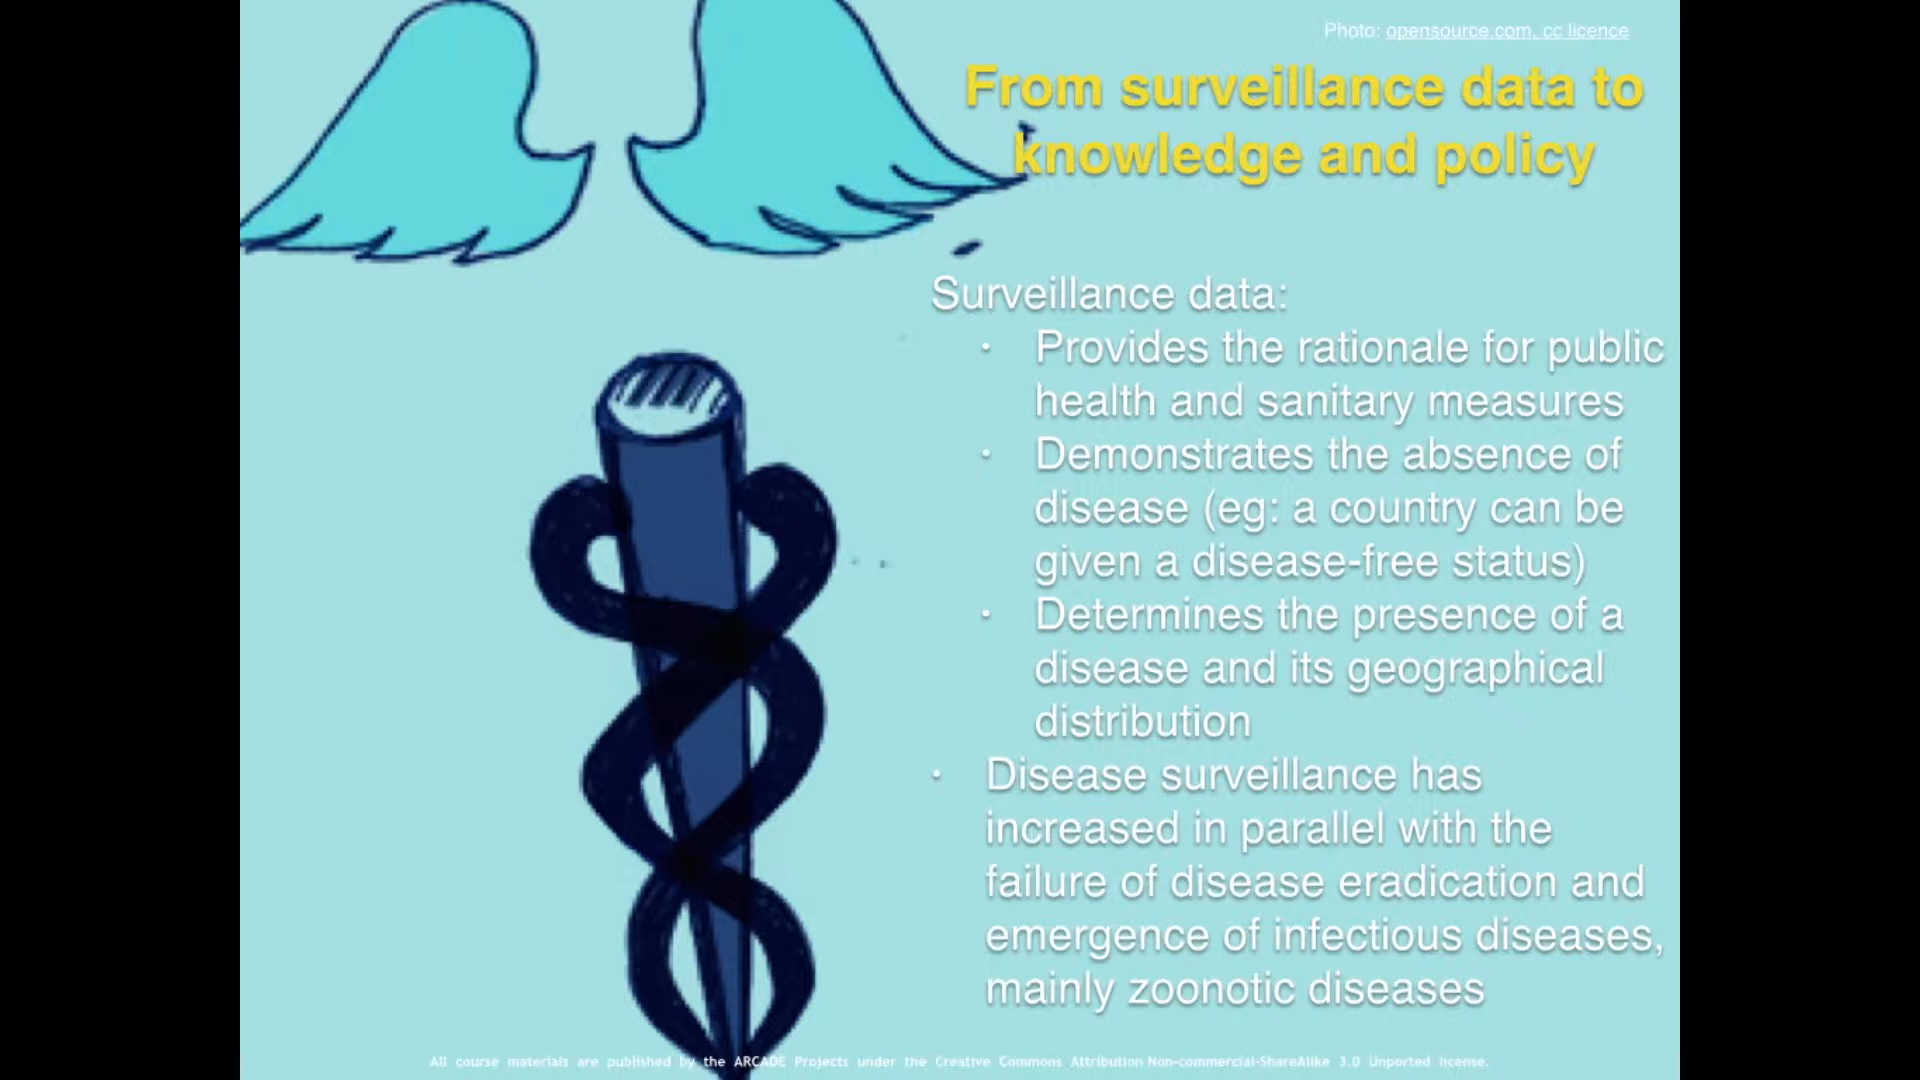 Photo: opensource.com, cc licence
From surveillance data to
knowledge and policy
Surveillance data:
• Provides the rationale for public
health and sanitary measures
• Demonstrates the absence of
disease (eg: a country can be
given a disease-free status)
• Determines the presence of a
disease and its geographical
distribution
• Disease surveillance has
increased in parallel with the
failure of disease eradication and
emergence of infectious diseases,
mainly zoonotic diseases
All course materials are published by the ARCADE Projects under the Creative Commons Attribution Non-commercial-ShareAlike 3.0 Unported license.